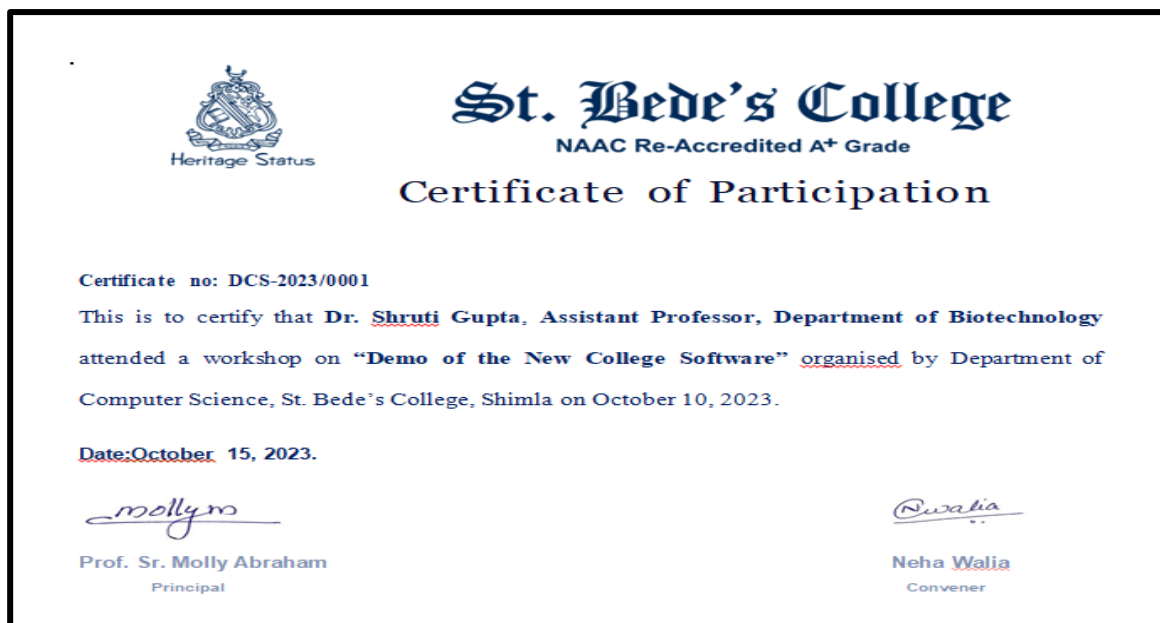 St. Bede's College
NAAC Re-Accredited A+ Grade
Heritage Status
Certificate of Participation
Certificate no: DCS-2023/0001
This is to certify that Dr. Shruti Gupta, Assistant Professor, Department of Biotechnology
attended a workshop on “Demo of the New College Software” organised by Department of
Computer Science, St. Bede's College, Shimla on October 10, 2023.
Date:October 15, 2023.
mollym
Nwalia
Prof. Sr. Molly Abraham
Neha Walia
Principal
Convener